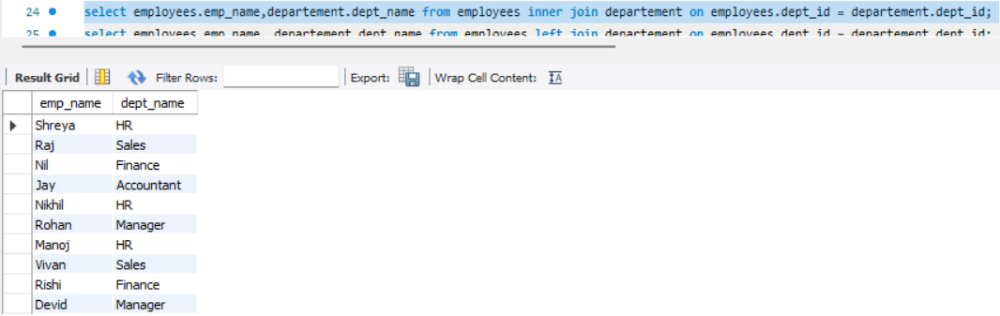 24 select employees.emp_name,departement.dept_name from employees inner join departement on employees.dept_id = departement.dept_id;
25 select employees.emp_name, departement.dept_name from employees left join departement on employees.dept_id = departement.dept_id;
Result Grid Filter Rows: Export: Wrap Cell Content:
emp_name dept_name
Shreya HR
Raj Sales
Nil Finance
Jay Accountant
Nikhil HR
Rohan Manager
Manoj HR
Vivan Sales
Rishi Finance
Devid Manager